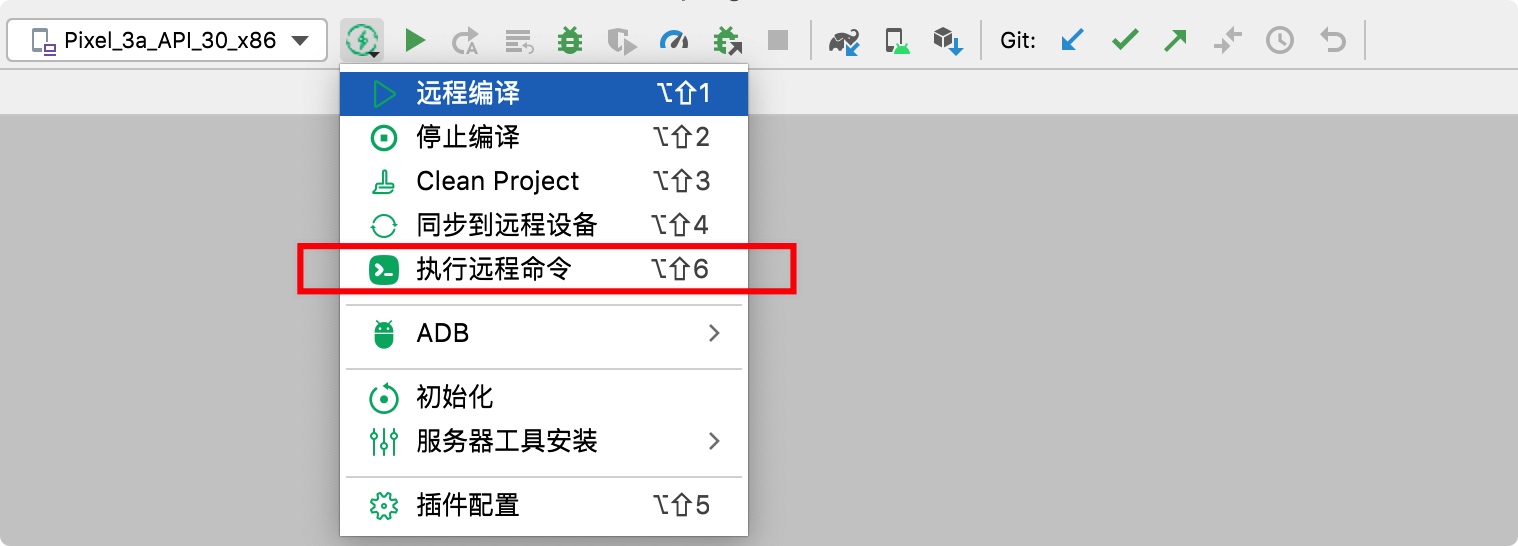 Pixel_3a_API_30_x86
Git:
远程编译 ⌥⇧1
停止编译 ⌥⇧2
Clean Project ⌥⇧3
同步到远程设备 ⌥⇧4
执行远程命令 ⌥⇧6
ADB
初始化
服务器工具安装
插件配置 ⌥⇧5